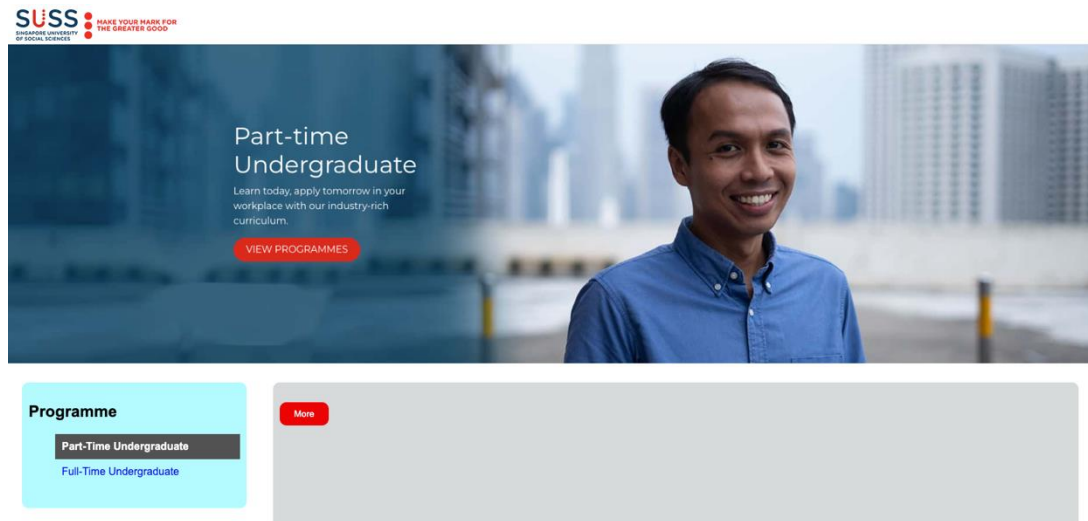 SUSS
SINGAPORE UNIVERSITY
OF SOCIAL SCIENCES
MAKE YOUR MARK FOR
THE GREATER GOOD
Part-time
Undergraduate
Learn today, apply tomorrow in your
workplace with our industry-rich
curriculum.
VIEW PROGRAMMES
Programme
Part-Time Undergraduate
Full-Time Undergraduate
More